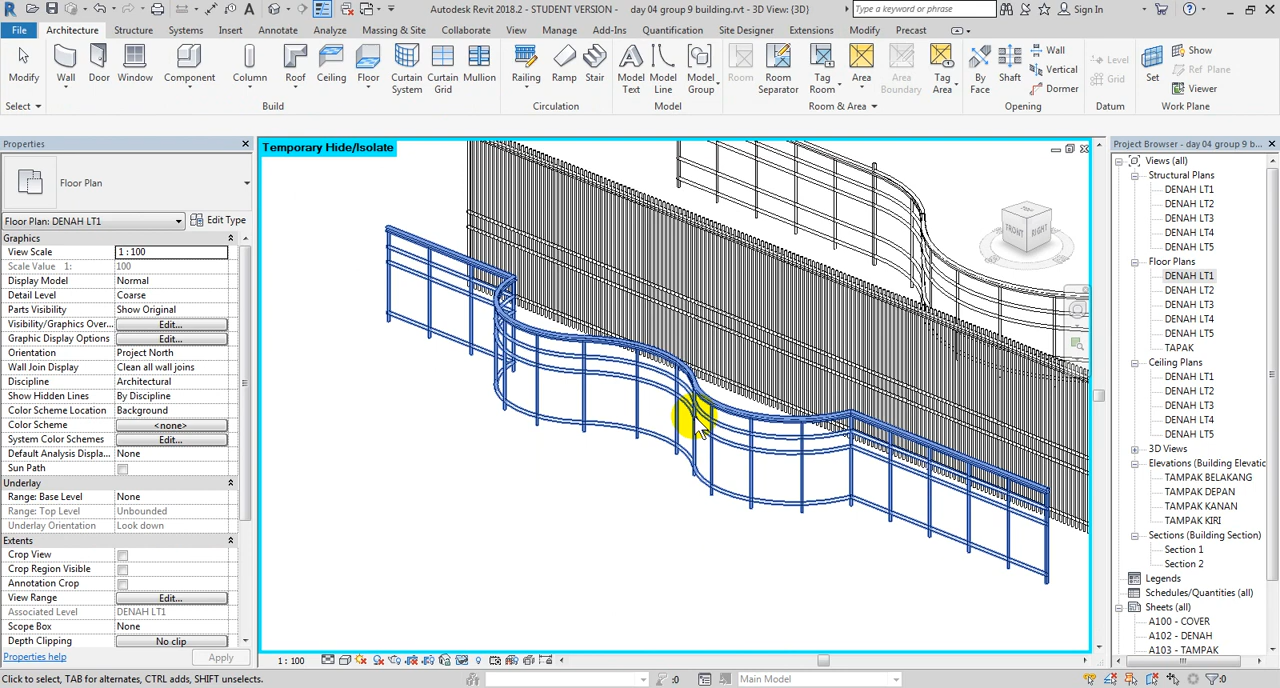 Autodesk Revit 2018.2 - STUDENT VERSION - day 04 group 9 building.rvt - 3D View: {3D}
Type a keyword or phrase
Sign In
File Architecture Structure Systems Insert Annotate Analyze Massing & Site Collaborate View Manage Add-Ins Quantification Site Designer Extensions Modify Precast
Modify Wall Door Window Component Column Roof Ceiling Floor Curtain System Curtain Grid Mullion Railing Ramp Stair Model Text Model Line Model Group Room Room Separator Tag Room Area Area Boundary Tag Area By Face Shaft Wall Vertical Dormer Level Grid Set Show Ref Plane Viewer
Select Build Circulation Model Room & Area Opening Datum Work Plane
Properties
Floor Plan
Floor Plan: DENAH LT1 Edit Type
Graphics
View Scale 1 : 100
Scale Value 1: 100
Display Model Normal
Detail Level Coarse
Parts Visibility Show Original
Visibility/Graphics Over... Edit...
Graphic Display Options Edit...
Orientation Project North
Wall Join Display Clean all wall joins
Discipline Architectural
Show Hidden Lines By Discipline
Color Scheme Location Background
Color Scheme <none>
System Color Schemes Edit...
Default Analysis Displa... None
Sun Path
Underlay
Range: Base Level None
Range: Top Level Unbounded
Underlay Orientation Look down
Extents
Crop View
Crop Region Visible
Annotation Crop
View Range Edit...
Associated Level DENAH LT1
Scope Box None
Depth Clipping No clip
Properties help Apply
Temporary Hide/Isolate
TOP
FRONT RIGHT
1 : 100
Project Browser - day 04 group 9 b...
Views (all)
Structural Plans
DENAH LT1
DENAH LT2
DENAH LT3
DENAH LT4
DENAH LT5
Floor Plans
DENAH LT1
DENAH LT2
DENAH LT3
DENAH LT4
DENAH LT5
TAPAK
Ceiling Plans
DENAH LT1
DENAH LT2
DENAH LT3
DENAH LT4
DENAH LT5
3D Views
Elevations (Building Elevatic
TAMPAK BELAKANG
TAMPAK DEPAN
TAMPAK KANAN
TAMPAK KIRI
Sections (Building Section)
Section 1
Section 2
Legends
Schedules/Quantities (all)
Sheets (all)
A100 - COVER
A102 - DENAH
A103 - TAMPAK
Click to select, TAB for alternates, CTRL adds, SHIFT unselects.
:0
Main Model
:0